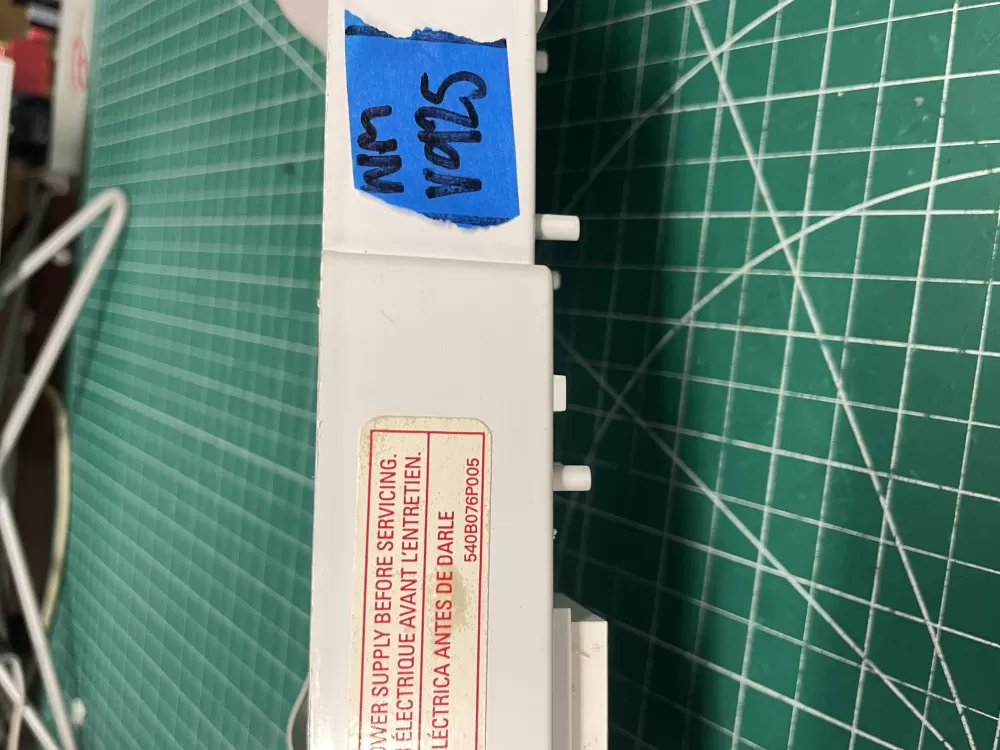 Nm
V925
OWER SUPPLY BEFORE SERVICING.
ÉLECTRIQUE AVANT L'ENTRETIEN.
LÉCTRICA ANTES DE DARLE
540B076P005